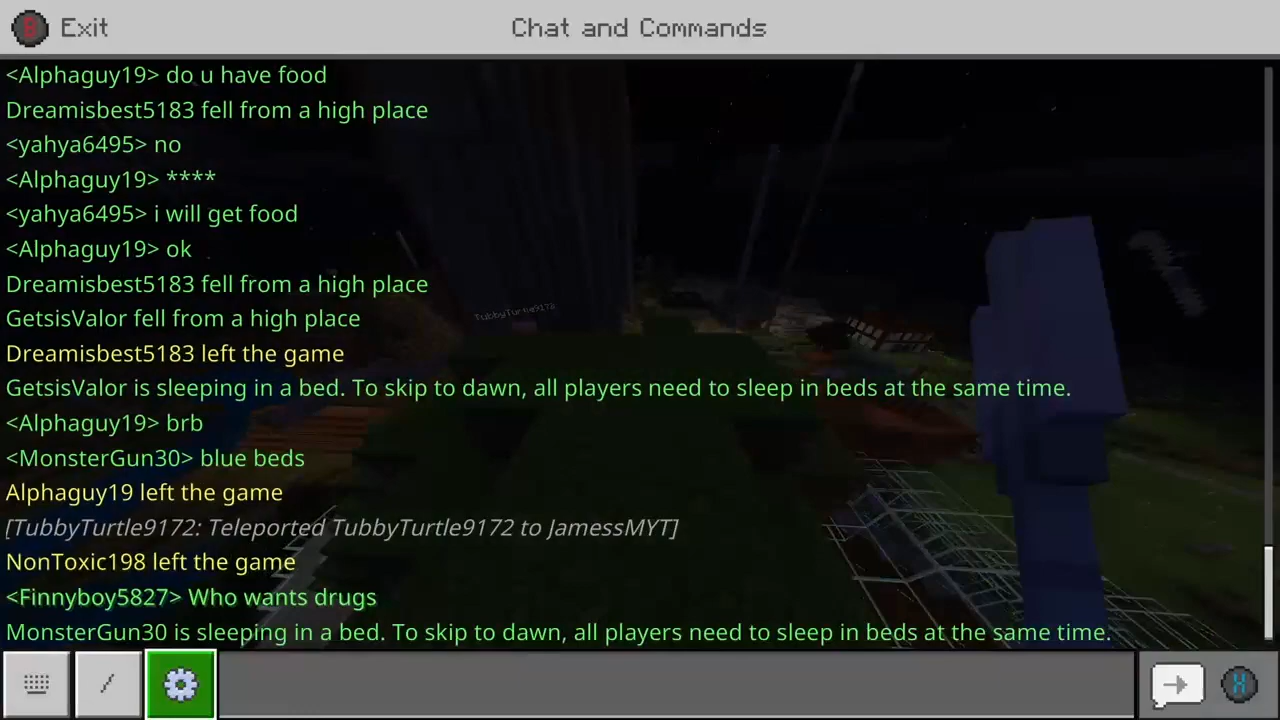 B Exit
Chat and Commands
<Alphaguy19> do u have food
Dreamisbest5183 fell from a high place
<yahya6495> no
<Alphaguy19> ****
<yahya6495> i will get food
<Alphaguy19> ok
Dreamisbest5183 fell from a high place
GetsisValor fell from a high place
TubbyTurtle9172
Dreamisbest5183 left the game
GetsisValor is sleeping in a bed. To skip to dawn, all players need to sleep in beds at the same time.
<Alphaguy19> brb
<MonsterGun30> blue beds
Alphaguy19 left the game
[TubbyTurtle9172: Teleported TubbyTurtle9172 to JamessMYT]
NonToxic198 left the game
<Finnyboy5827> Who wants drugs
MonsterGun30 is sleeping in a bed. To skip to dawn, all players need to sleep in beds at the same time.
/
X